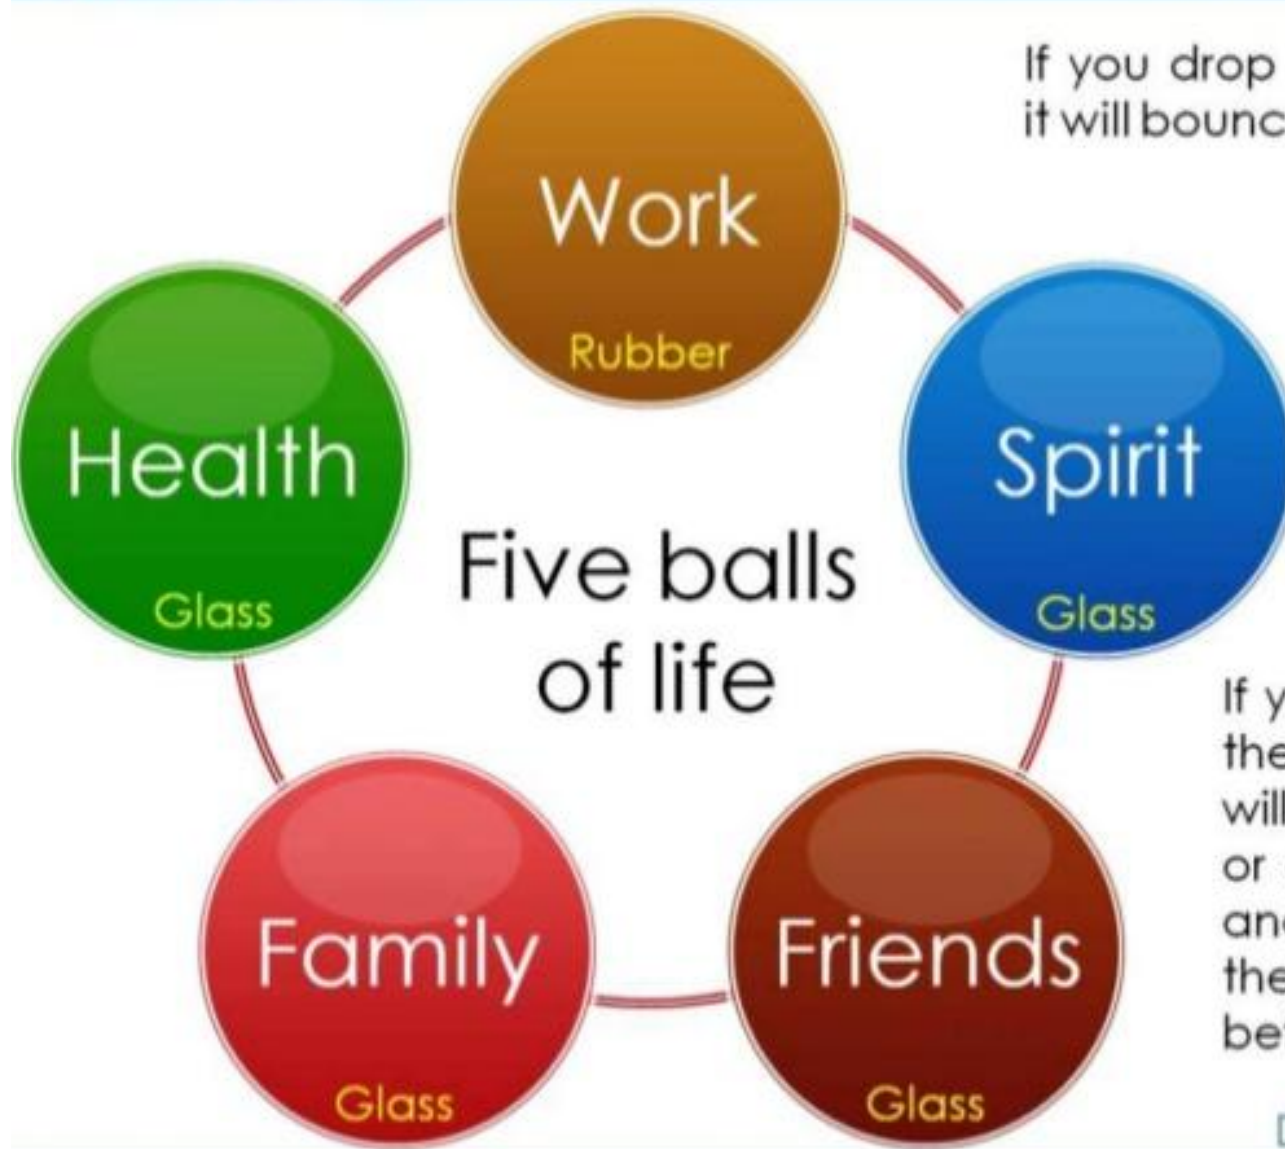 If you drop
it will bounc
Work
Rubber
Health
Glass
Spirit
Glass
Five balls
of life
If y
the
will
or
and
the
be
Family
Glass
Friends
Glass